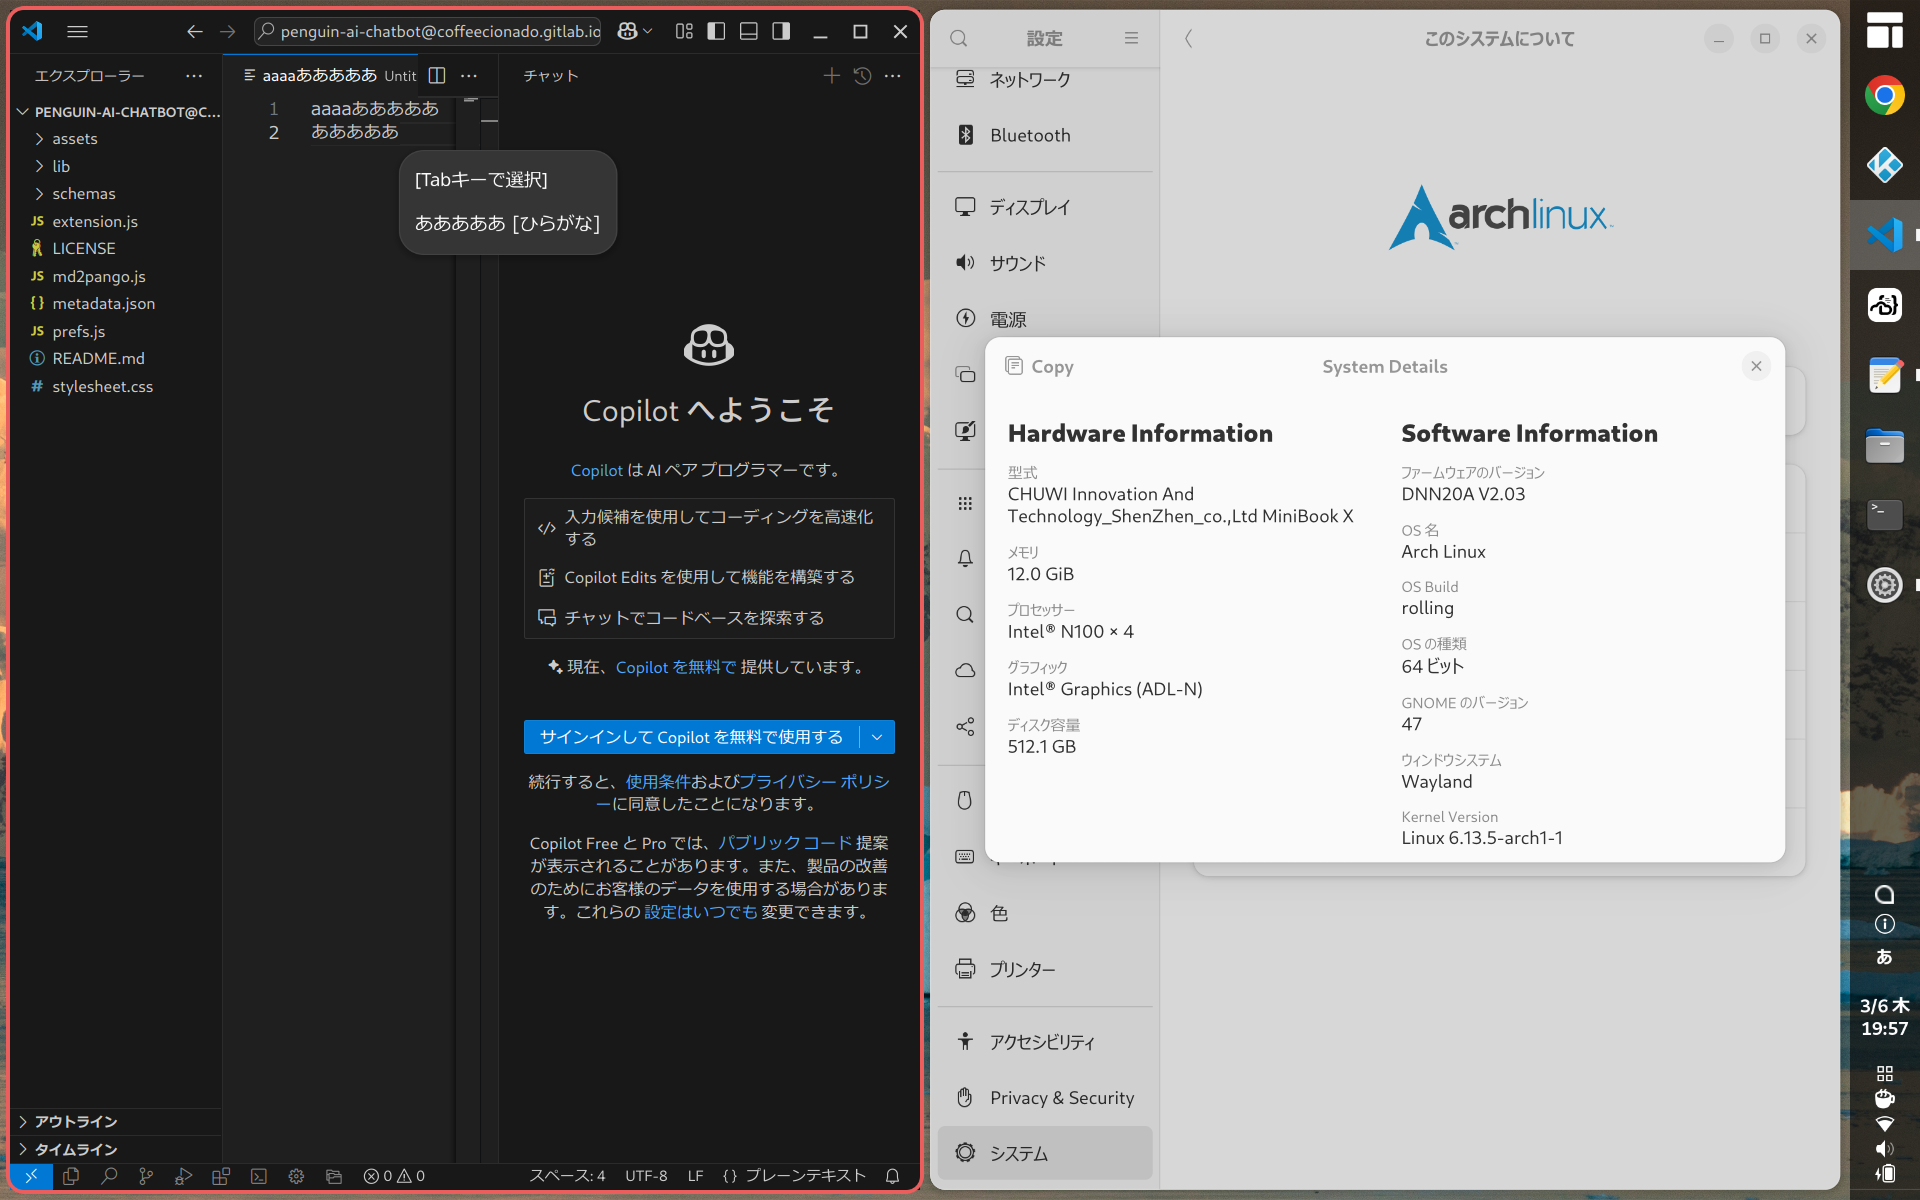 penguin-ai-chatbot@coffeecionado.gitlab.io
エクスプローラー
aaaaあああああ Untit
チャット
PENGUIN-AI-CHATBOT@C...
assets
lib
schemas
JS extension.js
LICENSE
JS md2pango.js
{} metadata.json
JS prefs.js
README.md
# stylesheet.css
アウトライン
タイムライン
1 aaaaあああああ
2 あああああ
[Tabキーで選択]
あああああ [ひらがな]
Copilot へようこそ
Copilot は AI ペア プログラマーです。
入力候補を使用してコーディングを高速化
する
Copilot Edits を使用して機能を構築する
チャットでコードベースを探索する
現在、Copilot を無料で 提供しています。
サインインして Copilot を無料で使用する
続行すると、使用条件およびプライバシー ポリシ
ーに同意したことになります。
Copilot Free と Pro では、パブリック コード 提案
が表示されることがあります。また、製品の改善
のためにお客様のデータを使用する場合がありま
す。これらの 設定はいつでも 変更できます。
0 0
スペース: 4 UTF-8 LF {} プレーンテキスト
設定
ネットワーク
Bluetooth
ディスプレイ
サウンド
電源
色
プリンター
アクセシビリティ
Privacy & Security
システム
このシステムについて
archlinux
Copy
System Details
Hardware Information
型式
CHUWI Innovation And
Technology_ShenZhen_co.,Ltd MiniBook X
メモリ
12.0 GiB
プロセッサー
Intel® N100 × 4
グラフィック
Intel® Graphics (ADL-N)
ディスク容量
512.1 GB
Software Information
ファームウェアのバージョン
DNN20A V2.03
OS 名
Arch Linux
OS Build
rolling
OS の種類
64 ビット
GNOME のバージョン
47
ウィンドウシステム
Wayland
Kernel Version
Linux 6.13.5-arch1-1
あ
3/6 木
19:57